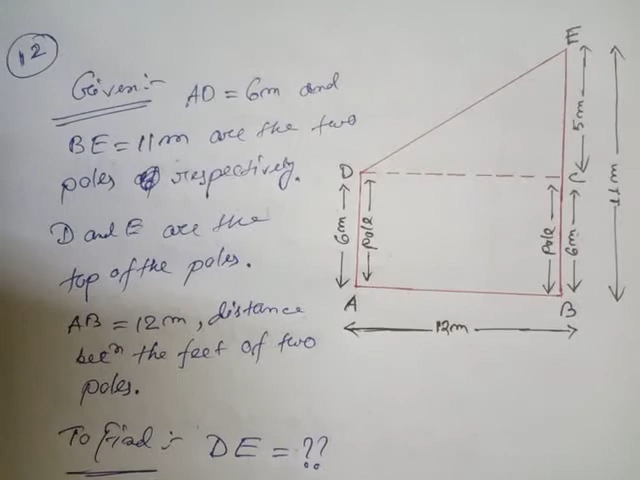 12
Given:- AD = 6m and
BE = 11m are the two
poles respectively.
D and E are the
top of the poles.
AB = 12m, distance
betn the feet of two
poles.
To Find:- DE = ??
E
5m
D
C
11m
6m
Pole
Pole
6m
A
B
12m